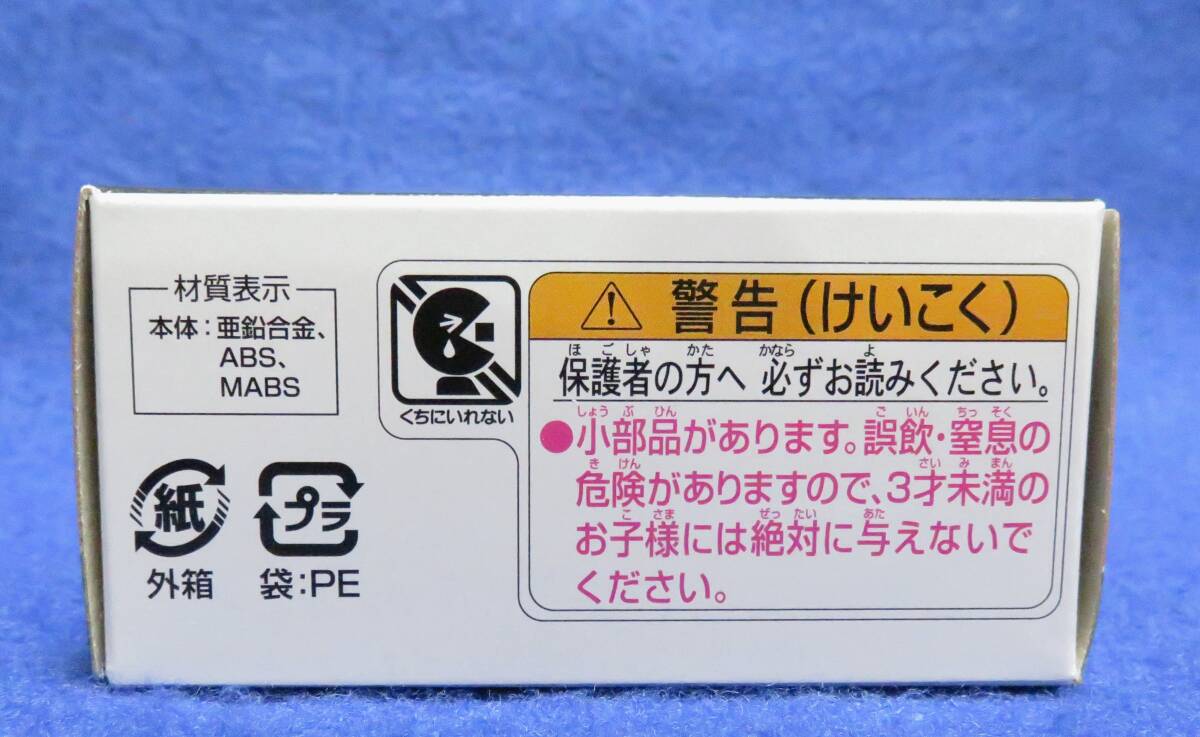 材質表示
本体：亜鉛合金、
ABS、
MABS
紙
外箱
プラ
袋：PE
くちにいれない
警告（けいこく）
ほごしゃ かた かなら よ
保護者の方へ 必ずお読みください。
しょうぶひん ごいん ちっそく
●小部品があります。誤飲・窒息の
きけん さいみまん
危険がありますので、3才未満の
こさま ぜったい あた
お子様には絶対に与えないで
ください。